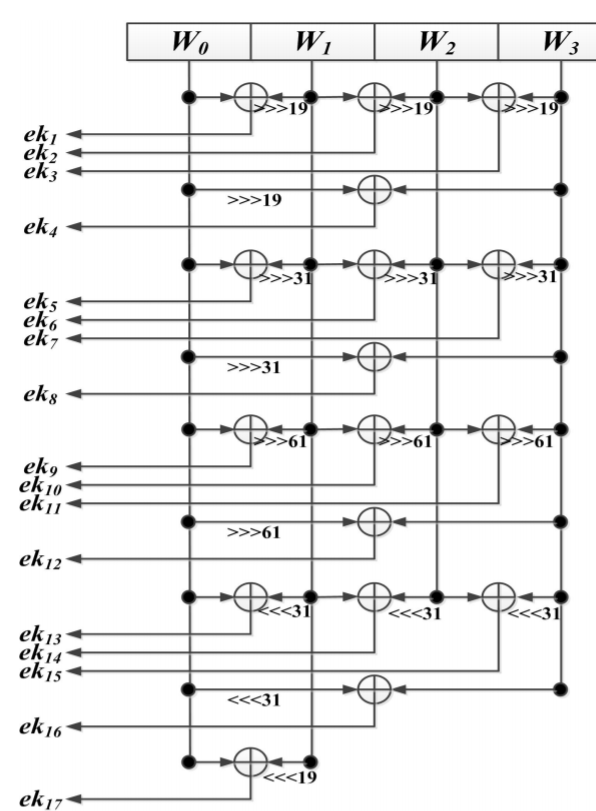 W0 W1 W2 W3
>>>19 >>>19 >>>19
ek1
ek2
ek3
>>>19
ek4
>>>31 >>>31 >>>31
ek5
ek6
ek7
>>>31
ek8
>>>61 >>>61 >>>61
ek9
ek10
ek11
>>>61
ek12
<<<31 <<<31 <<<31
ek13
ek14
ek15
<<<31
ek16
<<<19
ek17